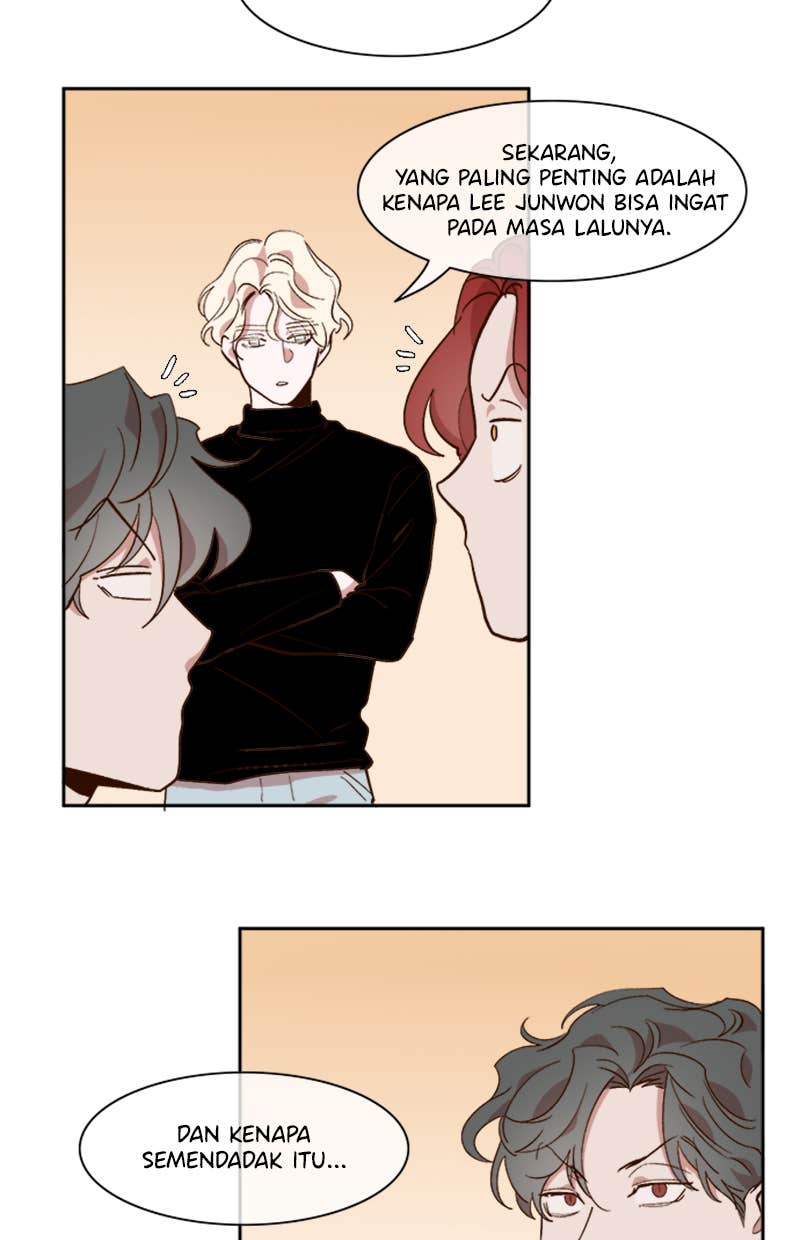 SEKARANG,
YANG PALING PENTING ADALAH
KENAPA LEE JUNWON BISA INGAT
PADA MASA LALUNYA.
DAN KENAPA
SEMENDADAK ITU...